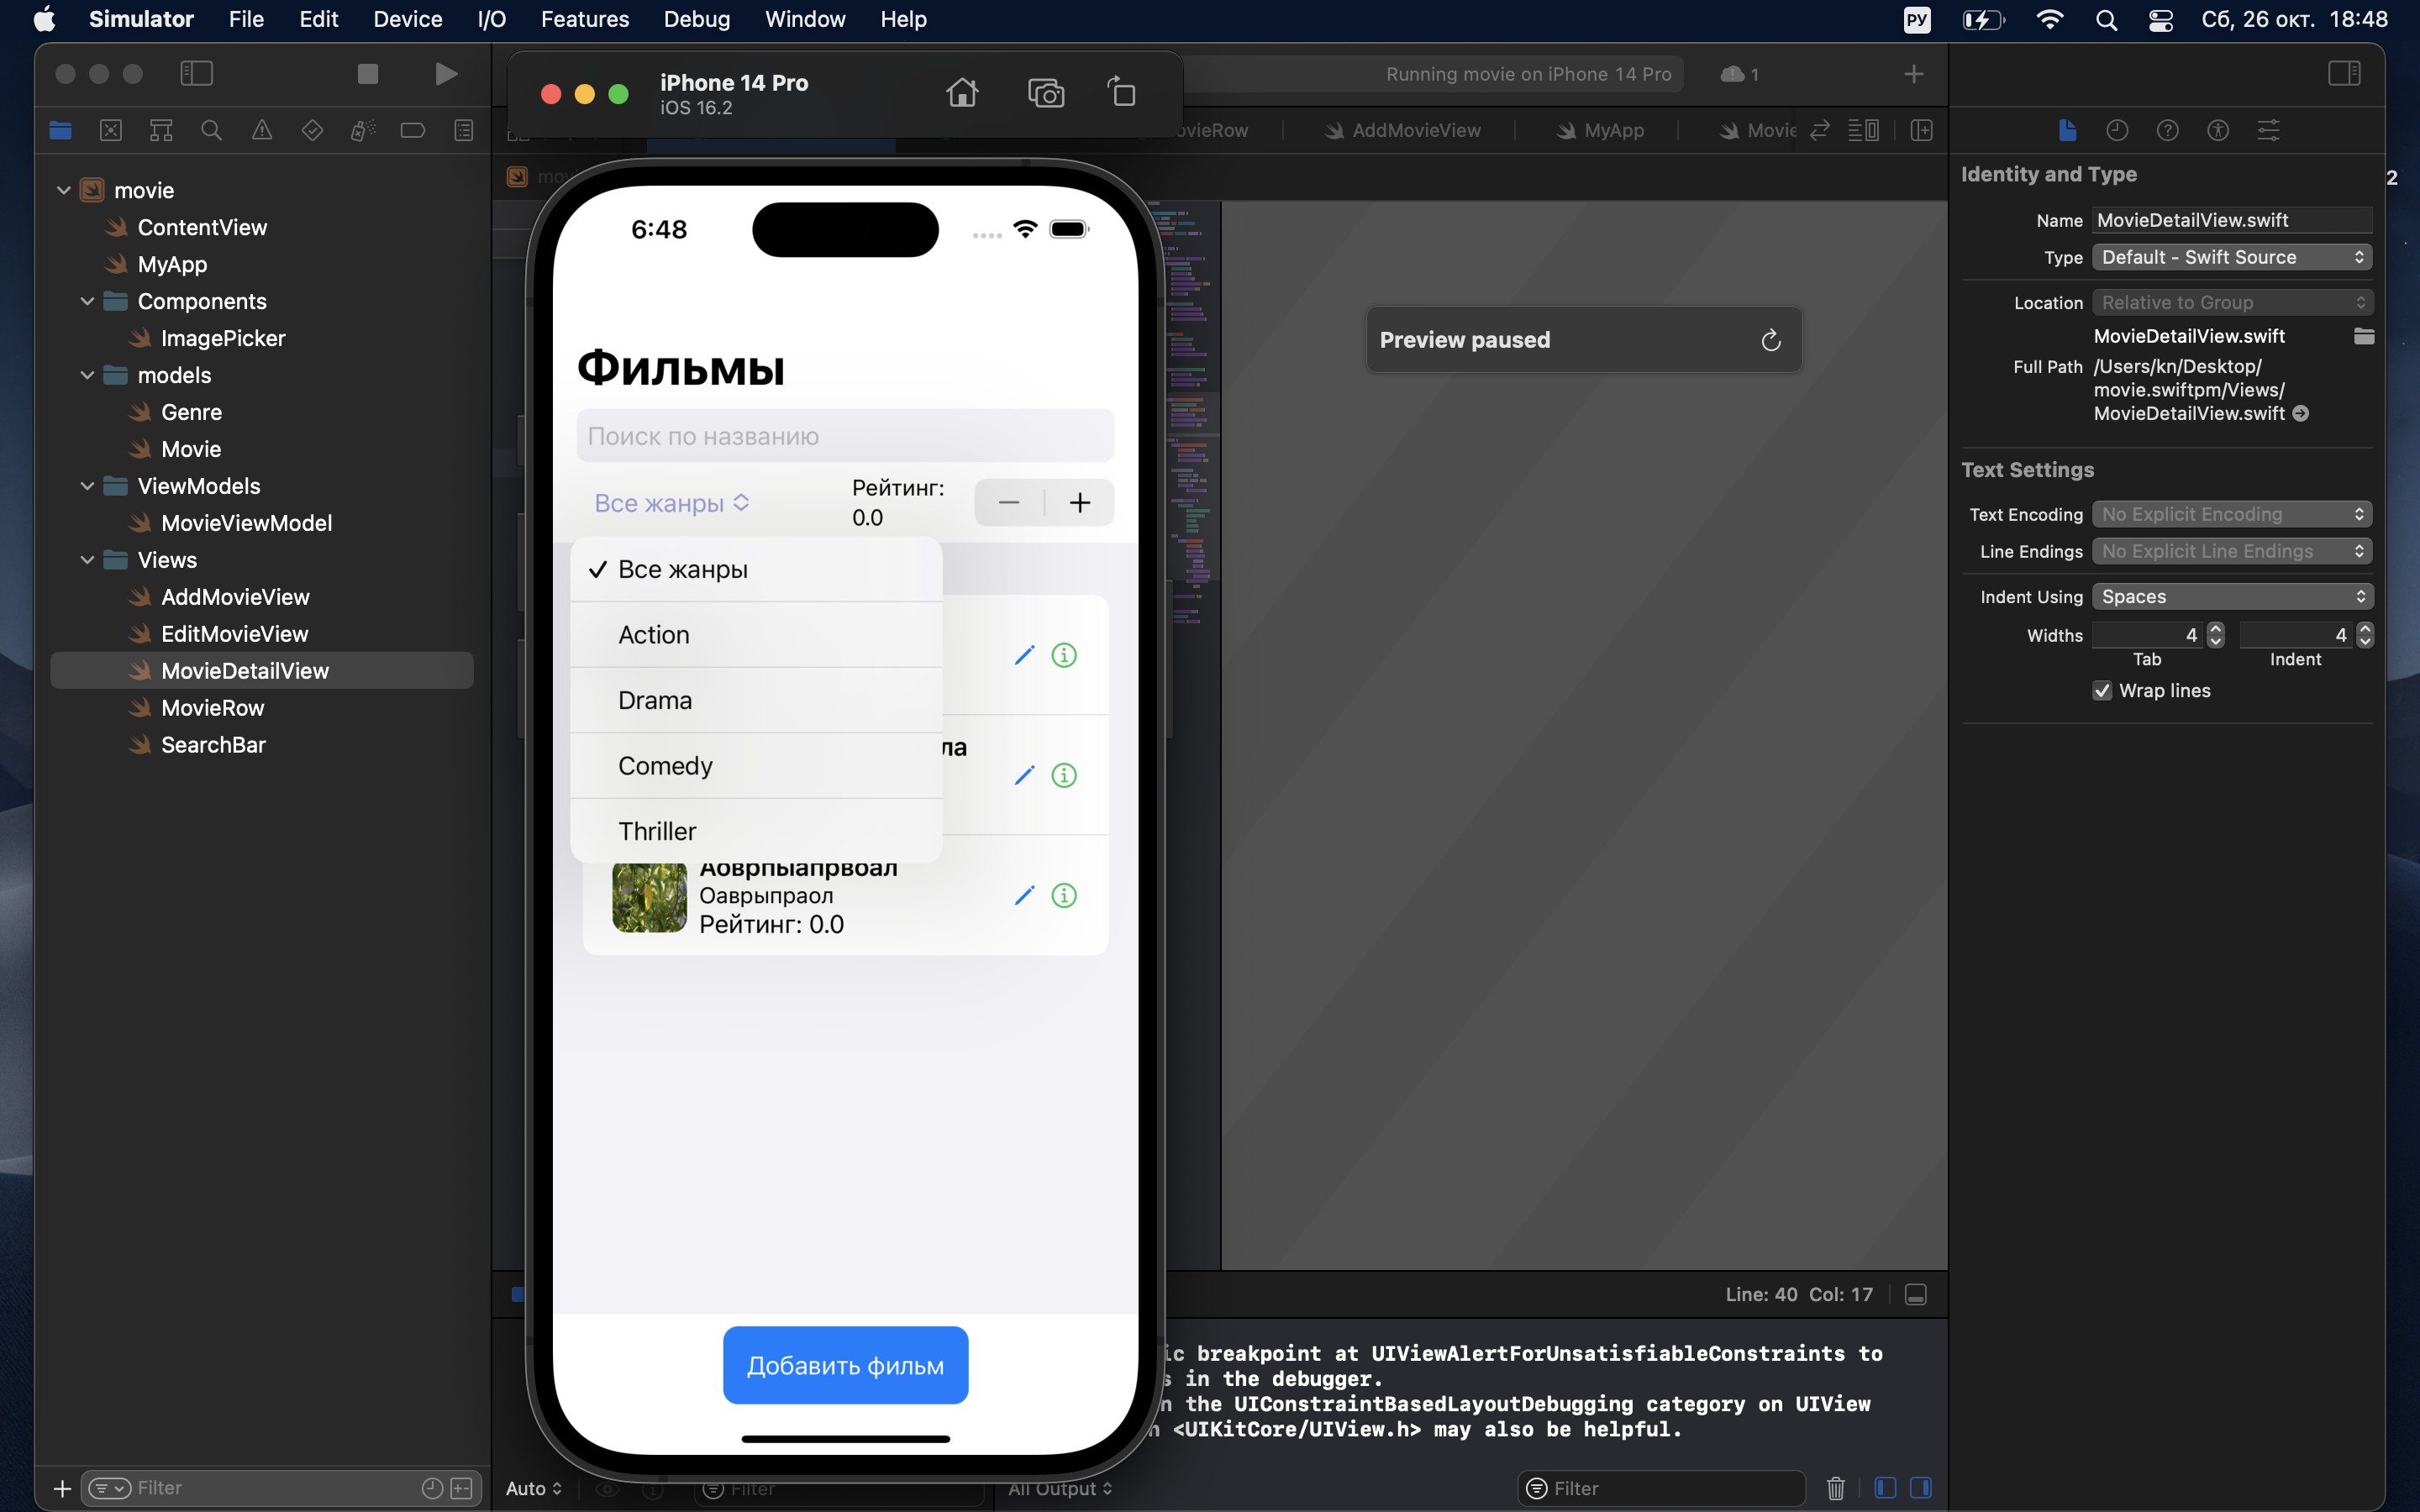 Simulator File Edit Device I/O Features Debug Window Help РУ Сб, 26 окт. 18:48
iPhone 14 Pro
iOS 16.2
Running movie on iPhone 14 Pro 1
ovieRow AddMovieView MyApp Movie
movie
ContentView
MyApp
Components
ImagePicker
models
Genre
Movie
ViewModels
MovieViewModel
Views
AddMovieView
EditMovieView
MovieDetailView
MovieRow
SearchBar
Filter
6:48
Фильмы
Поиск по названию
Все жанры
Рейтинг:
0.0
Все жанры
Action
Drama
Comedy
Thriller
ла
Аоврпыапрвоал
Оаврыпраол
Рейтинг: 0.0
Добавить фильм
Preview paused
Line: 40 Col: 17
ic breakpoint at UIViewAlertForUnsatisfiableConstraints to
s in the debugger.
n the UIConstraintBasedLayoutDebugging category on UIView
n <UIKitCore/UIView.h> may also be helpful.
Auto Filter All Output Filter
Identity and Type
2
Name MovieDetailView.swift
Type Default - Swift Source
Location Relative to Group
MovieDetailView.swift
Full Path /Users/kn/Desktop/
movie.swiftpm/Views/
MovieDetailView.swift
Text Settings
Text Encoding No Explicit Encoding
Line Endings No Explicit Line Endings
Indent Using Spaces
Widths 4 4
Tab Indent
Wrap lines